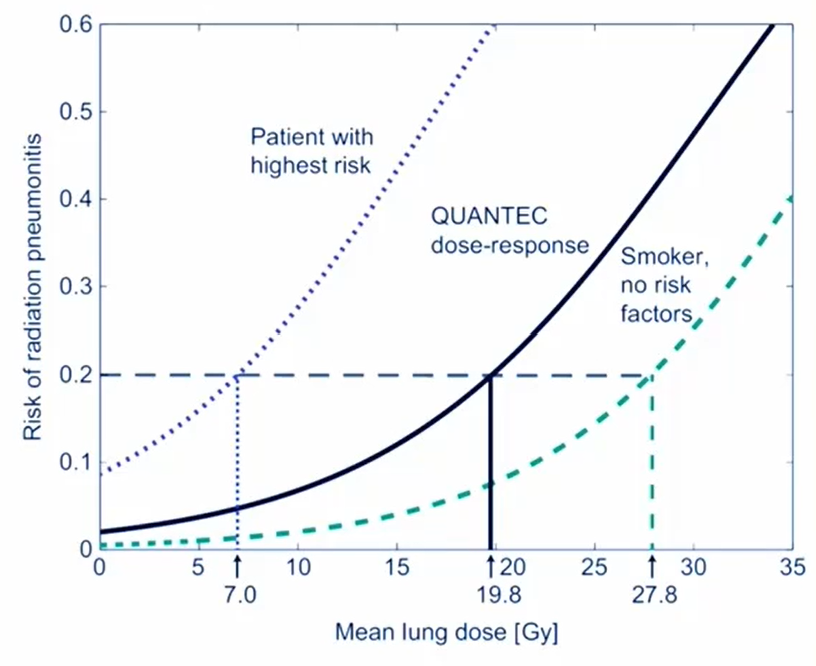 0.6
0.5
0.4
0.3
0.2
0.1
0
Risk of radiation pneumonitis
Patient with
highest risk
QUANTEC
dose-response
Smoker,
no risk
factors
0 5 10 15 20 25 30 35
7.0 19.8 27.8
Mean lung dose [Gy]